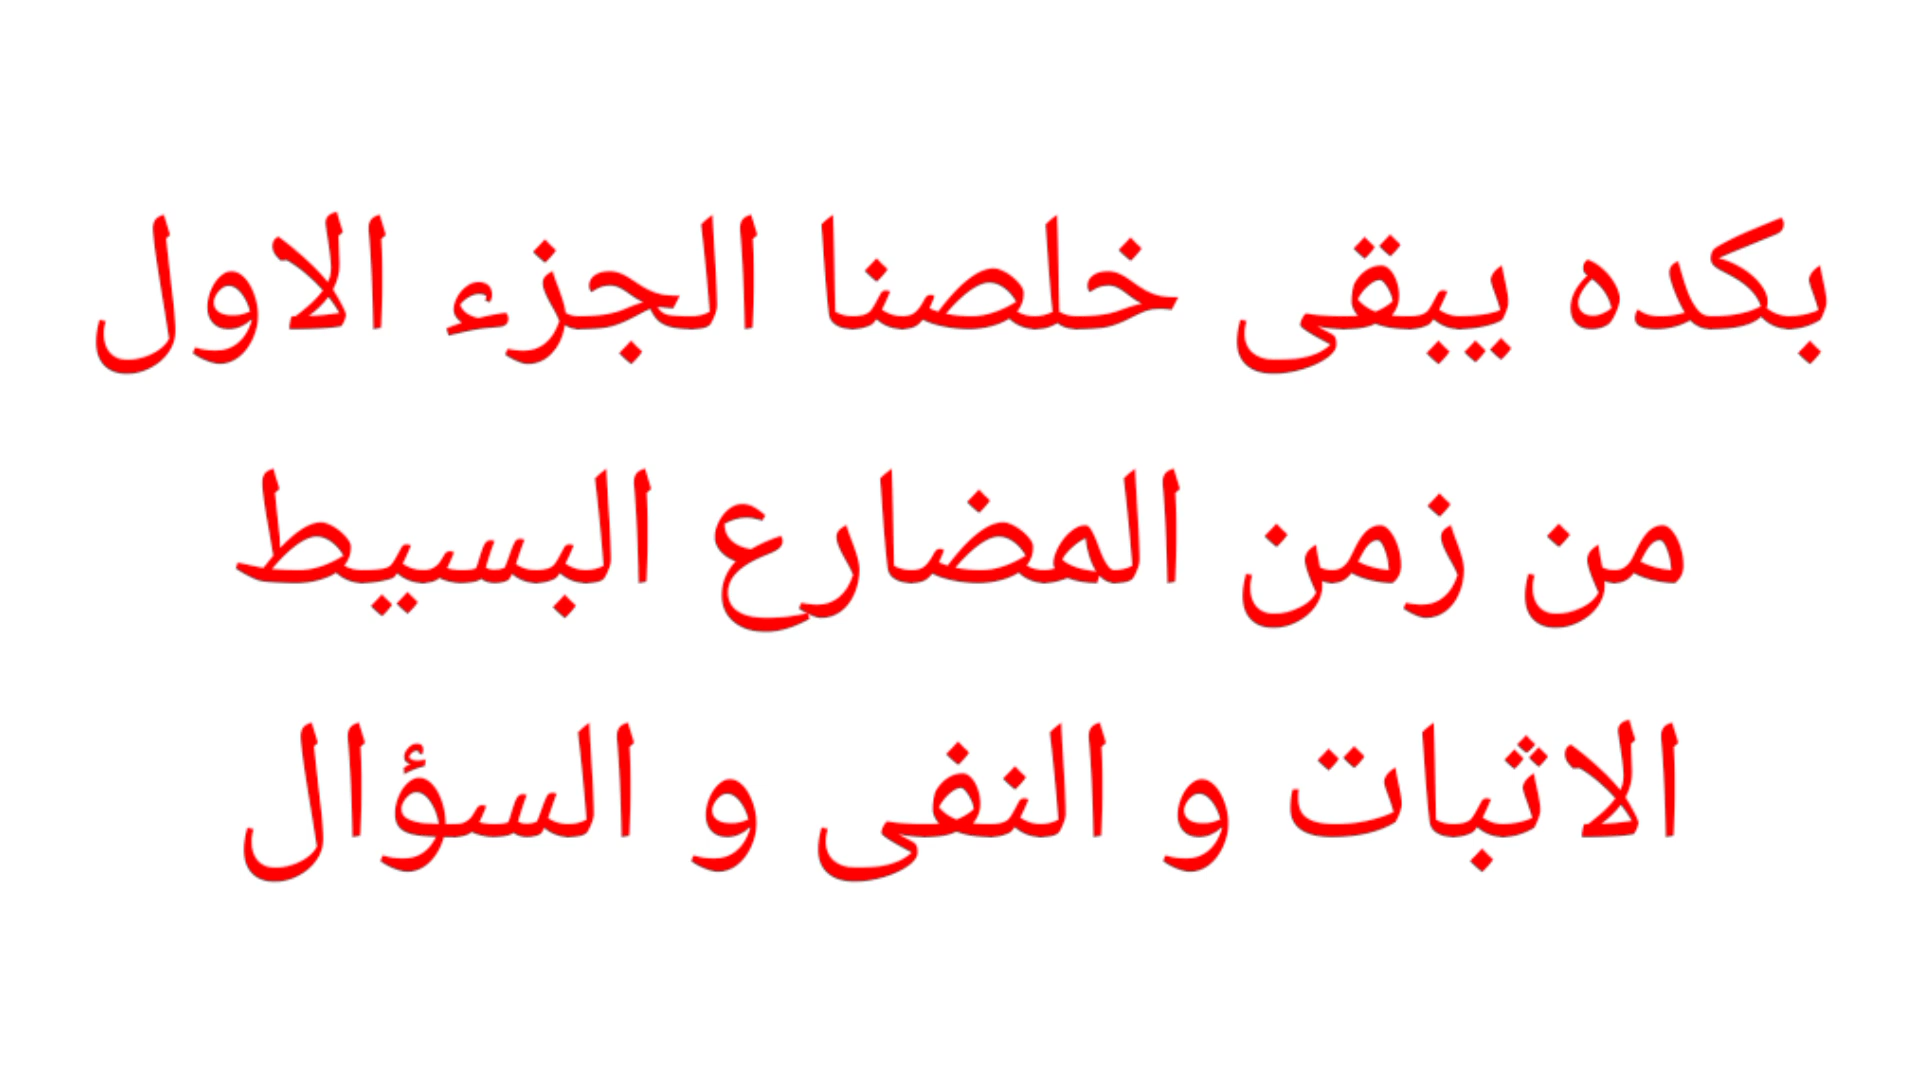 بكده يبقى خلصنا الجزء الاول
من زمن المضارع البسيط
الاثبات و النفى و السؤال